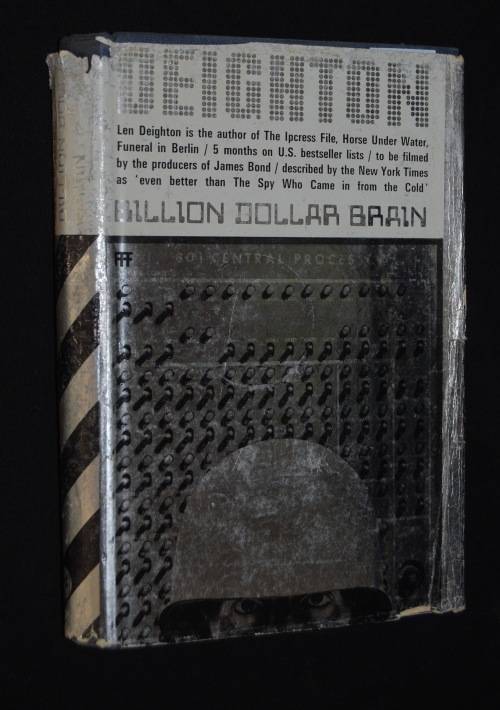 DEIGHTON
Len Deighton is the author of The Ipcress File, Horse Under Water,
Funeral in Berlin / 5 months on U.S. bestseller lists / to be filmed
by the producers of James Bond / described by the New York Times
as 'even better than The Spy Who Came in from the Cold'
BILLION DOLLAR BRAIN
CENTRAL PROCES
BILLION